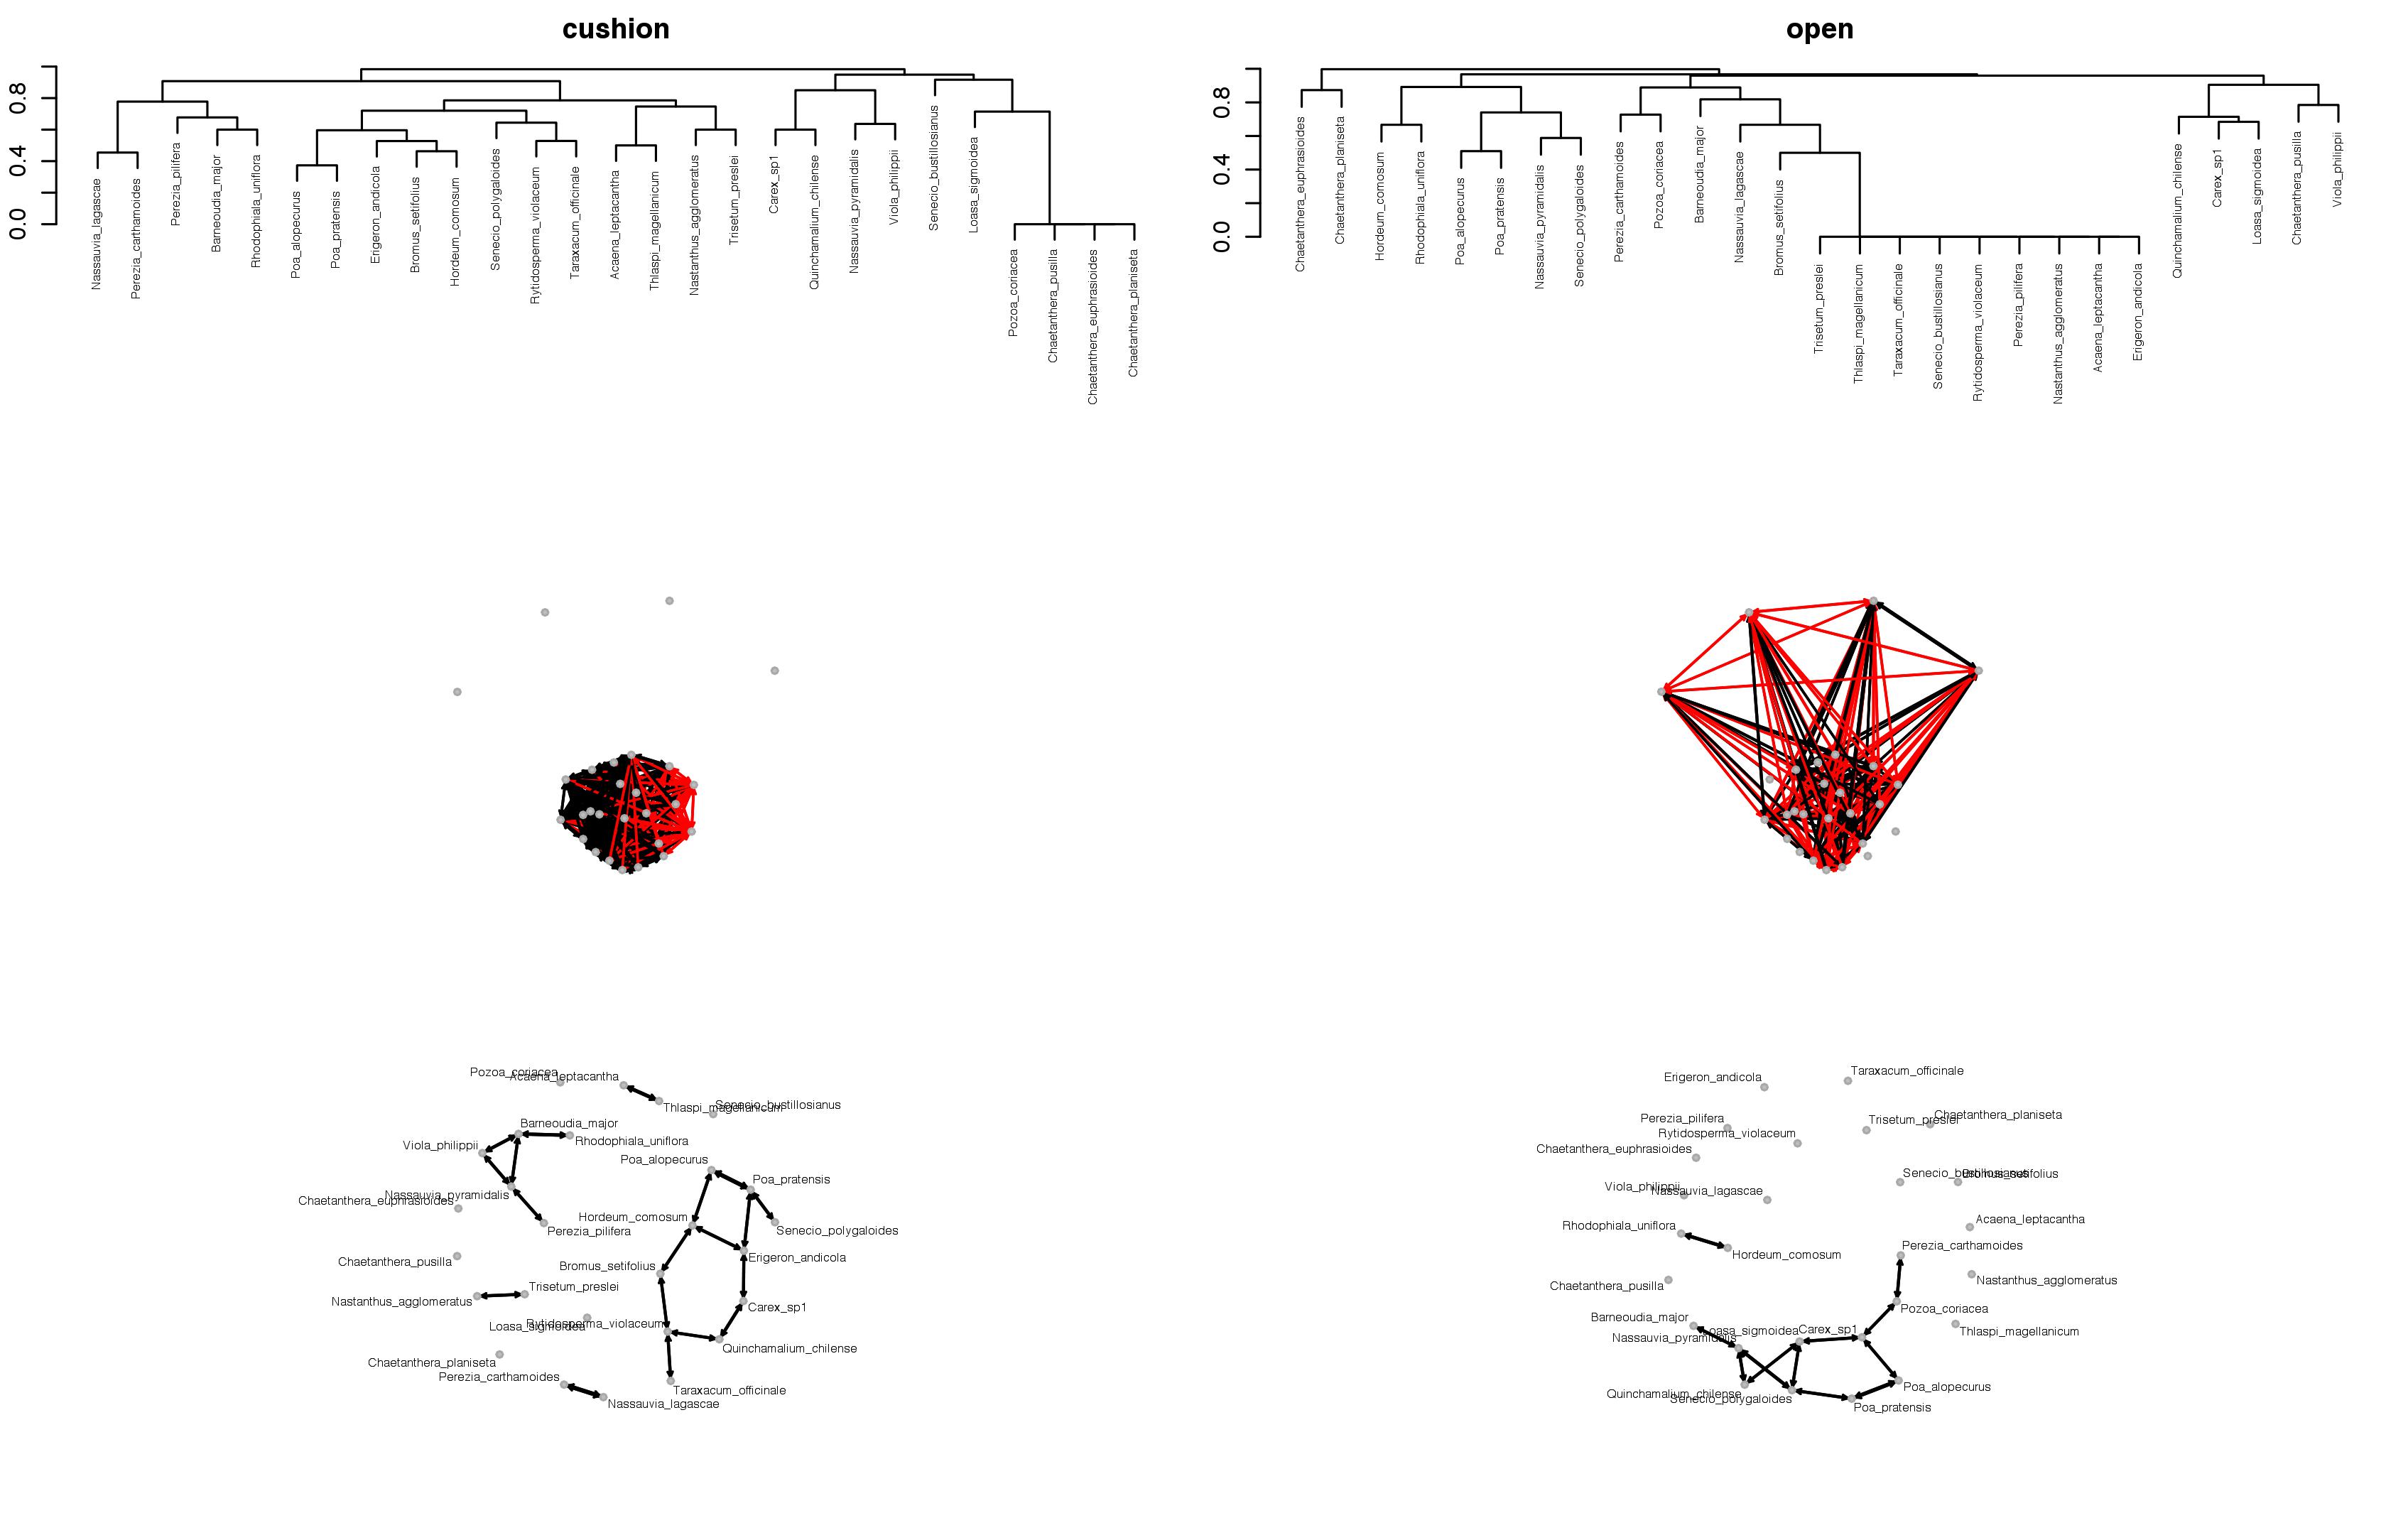 cushion
open
0.8
0.4
0.0
Nassauvia_lagascae
Perezia_carthamoides
Perezia_pilifera
Barneoudia_major
Rhodophiala_uniflora
Poa_alopecurus
Poa_pratensis
Erigeron_andicola
Bromus_setifolius
Hordeum_comosum
Senecio_polygaloides
Rytidosperma_violaceum
Taraxacum_officinale
Acaena_leptacantha
Thlaspi_magellanicum
Nastanthus_agglomeratus
Trisetum_preslei
Carex_sp1
Quinchamalium_chilense
Nassauvia_pyramidalis
Viola_philippii
Senecio_bustillosianus
Loasa_sigmoidea
Pozoa_coriacea
Chaetanthera_pusilla
Chaetanthera_euphrasioides
Chaetanthera_planiseta
0.8
0.4
0.0
Chaetanthera_euphrasioides
Chaetanthera_planiseta
Hordeum_comosum
Rhodophiala_uniflora
Poa_alopecurus
Poa_pratensis
Nassauvia_pyramidalis
Senecio_polygaloides
Perezia_carthamoides
Pozoa_coriacea
Barneoudia_major
Nassauvia_lagascae
Bromus_setifolius
Trisetum_preslei
Thlaspi_magellanicum
Taraxacum_officinale
Senecio_bustillosianus
Rytidosperma_violaceum
Perezia_pilifera
Nastanthus_agglomeratus
Acaena_leptacantha
Erigeron_andicola
Quinchamalium_chilense
Carex_sp1
Loasa_sigmoidea
Chaetanthera_pusilla
Viola_philippii
Pozoa_coriacea
Acaena_leptacantha
Thlaspi_magellanicum
Senecio_bustillosianus
Barneoudia_major
Viola_philippii
Rhodophiala_uniflora
Poa_alopecurus
Poa_pratensis
Nassauvia_pyramidalis
Chaetanthera_euphrasioides
Hordeum_comosum
Senecio_polygaloides
Perezia_pilifera
Erigeron_andicola
Chaetanthera_pusilla
Bromus_setifolius
Trisetum_preslei
Nastanthus_agglomeratus
Carex_sp1
Rytidosperma_violaceum
Loasa_sigmoidea
Quinchamalium_chilense
Chaetanthera_planiseta
Perezia_carthamoides
Taraxacum_officinale
Nassauvia_lagascae
Taraxacum_officinale
Erigeron_andicola
Perezia_pilifera
Trisetum_preslei
Chaetanthera_planiseta
Rytidosperma_violaceum
Chaetanthera_euphrasioides
Senecio_bustillosianus
Bromus_setifolius
Viola_philippii
Nassauvia_lagascae
Acaena_leptacantha
Rhodophiala_uniflora
Perezia_carthamoides
Hordeum_comosum
Nastanthus_agglomeratus
Chaetanthera_pusilla
Pozoa_coriacea
Barneoudia_major
Loasa_sigmoidea
Carex_sp1
Thlaspi_magellanicum
Nassauvia_pyramidalis
Poa_alopecurus
Quinchamalium_chilense
Senecio_polygaloides
Poa_pratensis